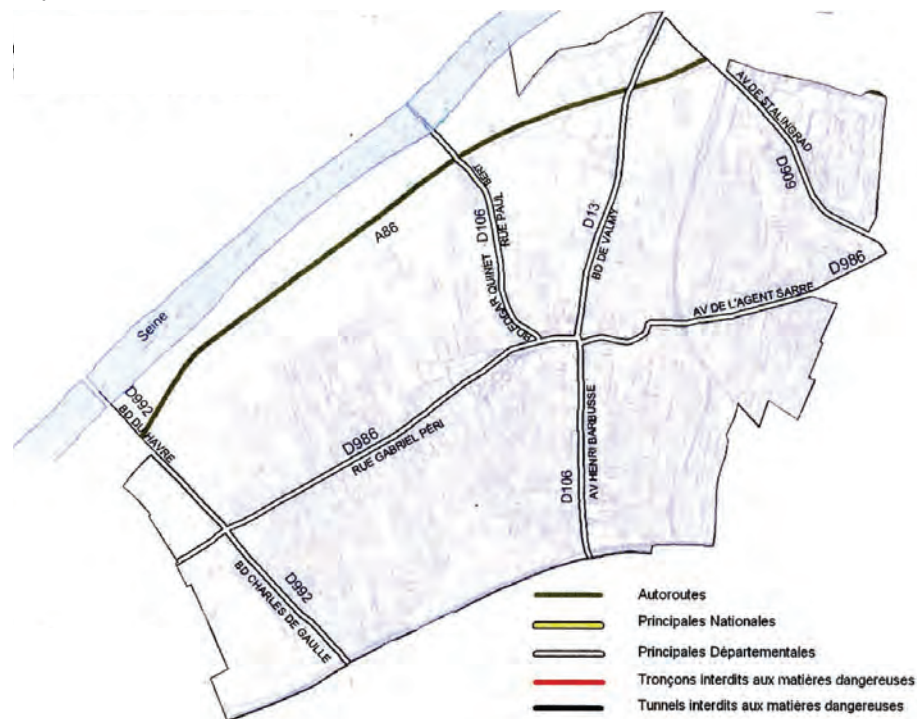 AV DE STALINGRAD
D909
BERT
RUE PAUL
D106
BD EDGAR QUINET
D13
BD DE VALMY
A86
D986
AV DE L'AGENT SARRE
Seine
D992
BD DU HAVRE
D986
RUE GABRIEL PÉRI
AV HENRI BARBUSSE
D106
D992
BD CHARLES DE GAULLE
Autoroutes
Principales Nationales
Principales Départementales
Tronçons interdits aux matières dangereuses
Tunnels interdits aux matières dangereuses